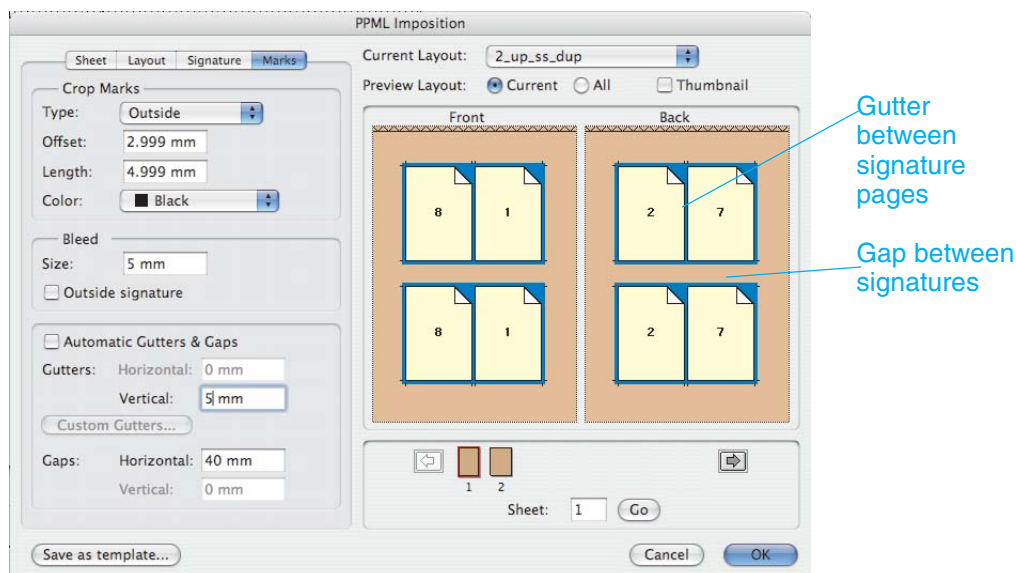 PPML Imposition
Sheet Layout Signature Marks
Crop Marks
Type: Outside
Offset: 2.999 mm
Length: 4.999 mm
Color: Black
Bleed
Size: 5 mm
Outside signature
Automatic Gutters & Gaps
Gutters: Horizontal: 0 mm
Vertical: 5 mm
Custom Gutters...
Gaps: Horizontal: 40 mm
Vertical: 0 mm
Save as template...
Current Layout: 2_up_ss_dup
Preview Layout: Current All Thumbnail
Front Back
8 1 2 7
8 1 2 7
1 2
Sheet: 1 Go
Cancel OK
Gutter
between
signature
pages
Gap between
signatures